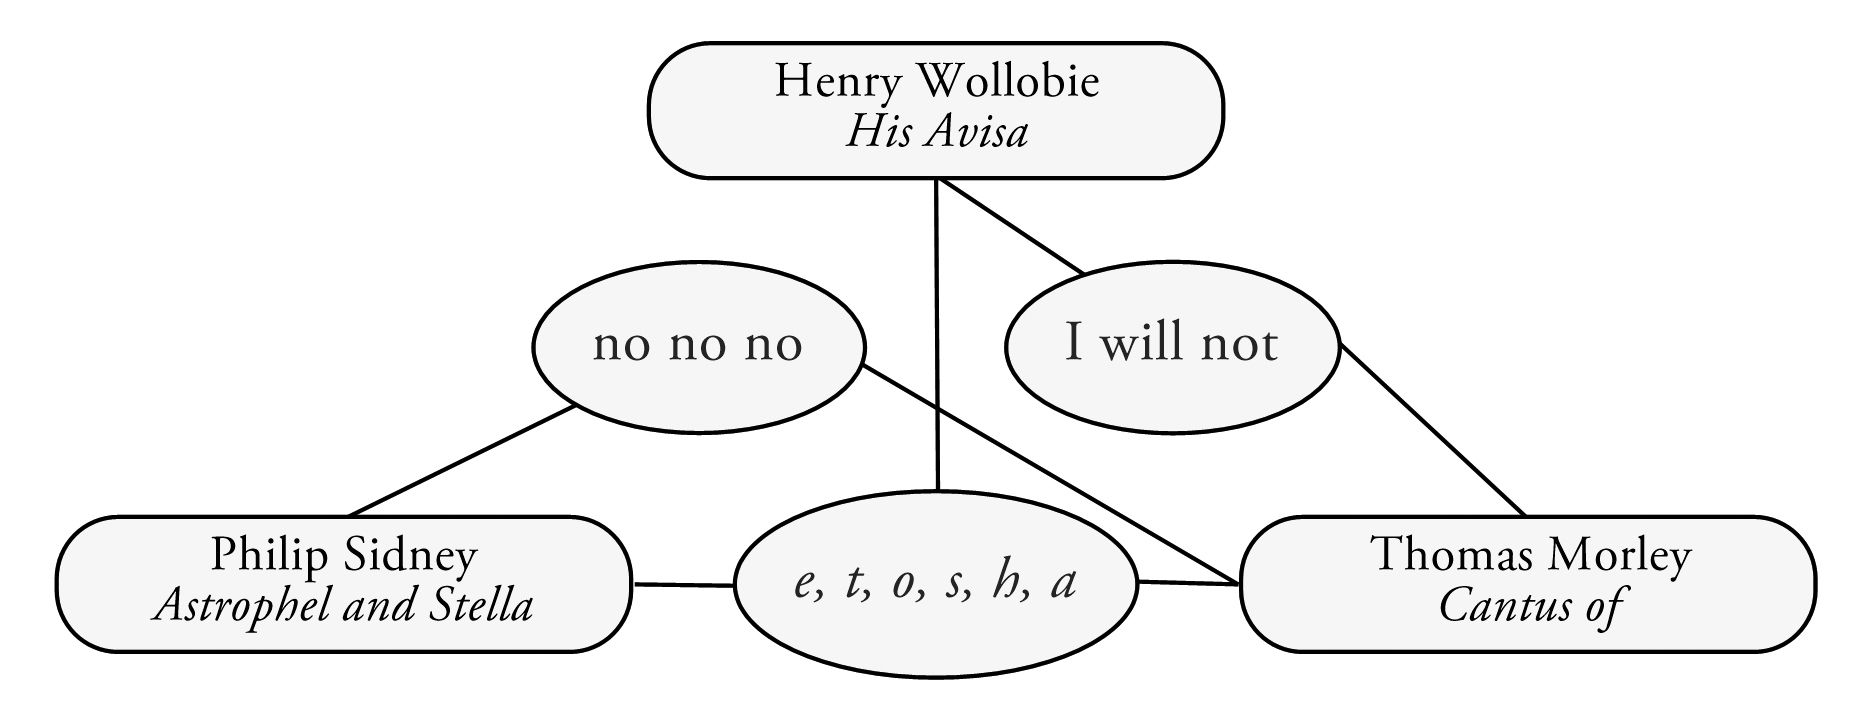 Henry Wollobie
His Avisa
no no no
I will not
Philip Sidney
Astrophel and Stella
e, t, o, s, h, a
Thomas Morley
Cantus of